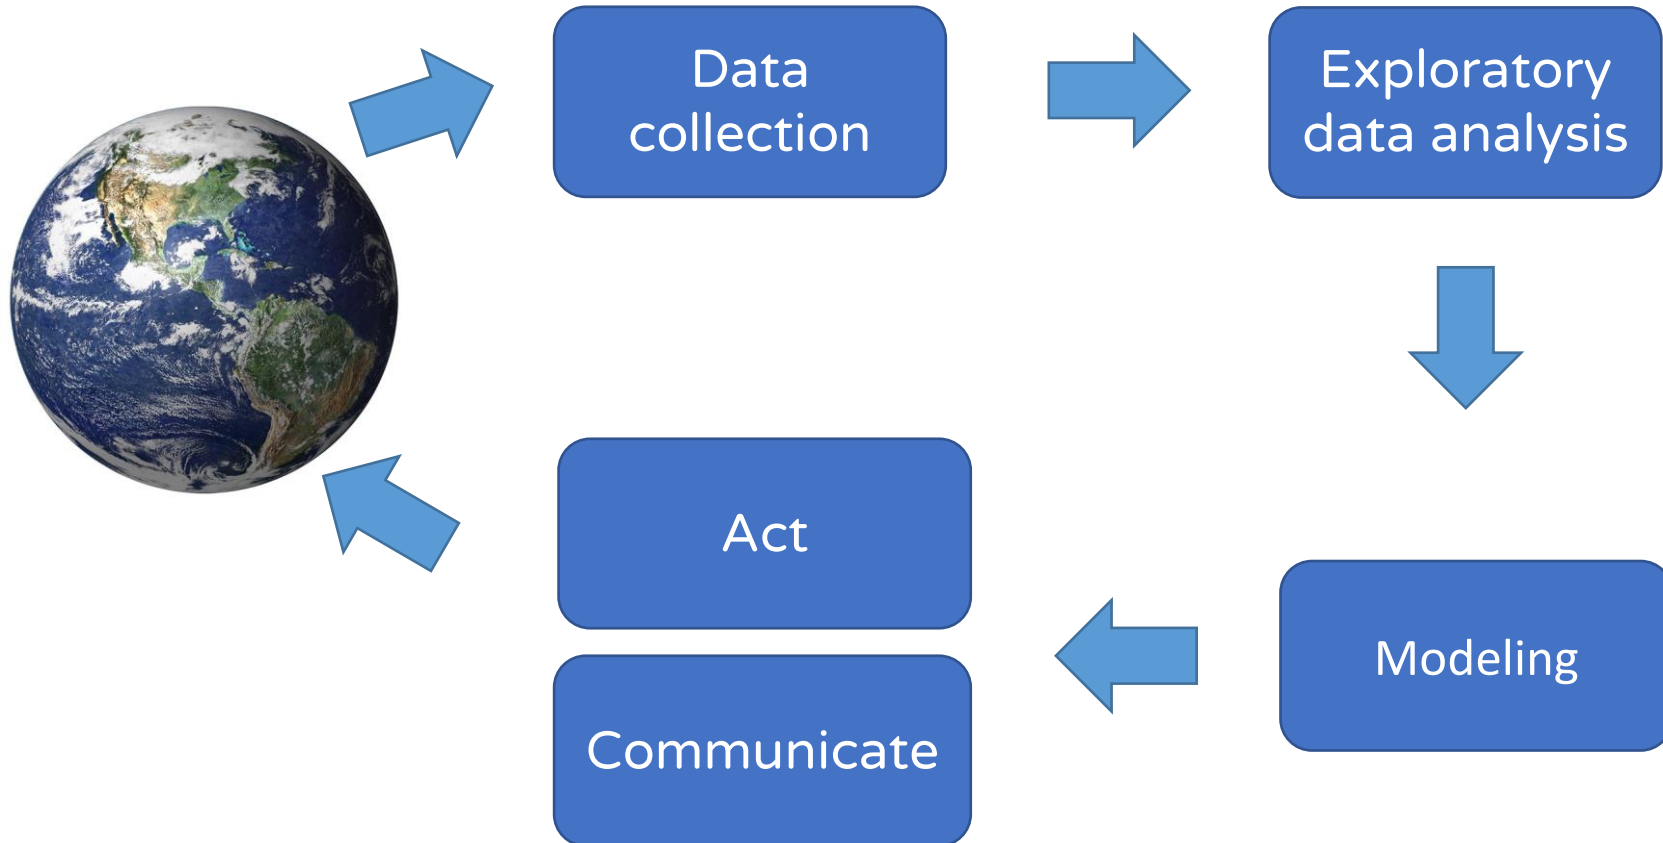 Data
collection
Exploratory
data analysis
Act
Modeling
Communicate